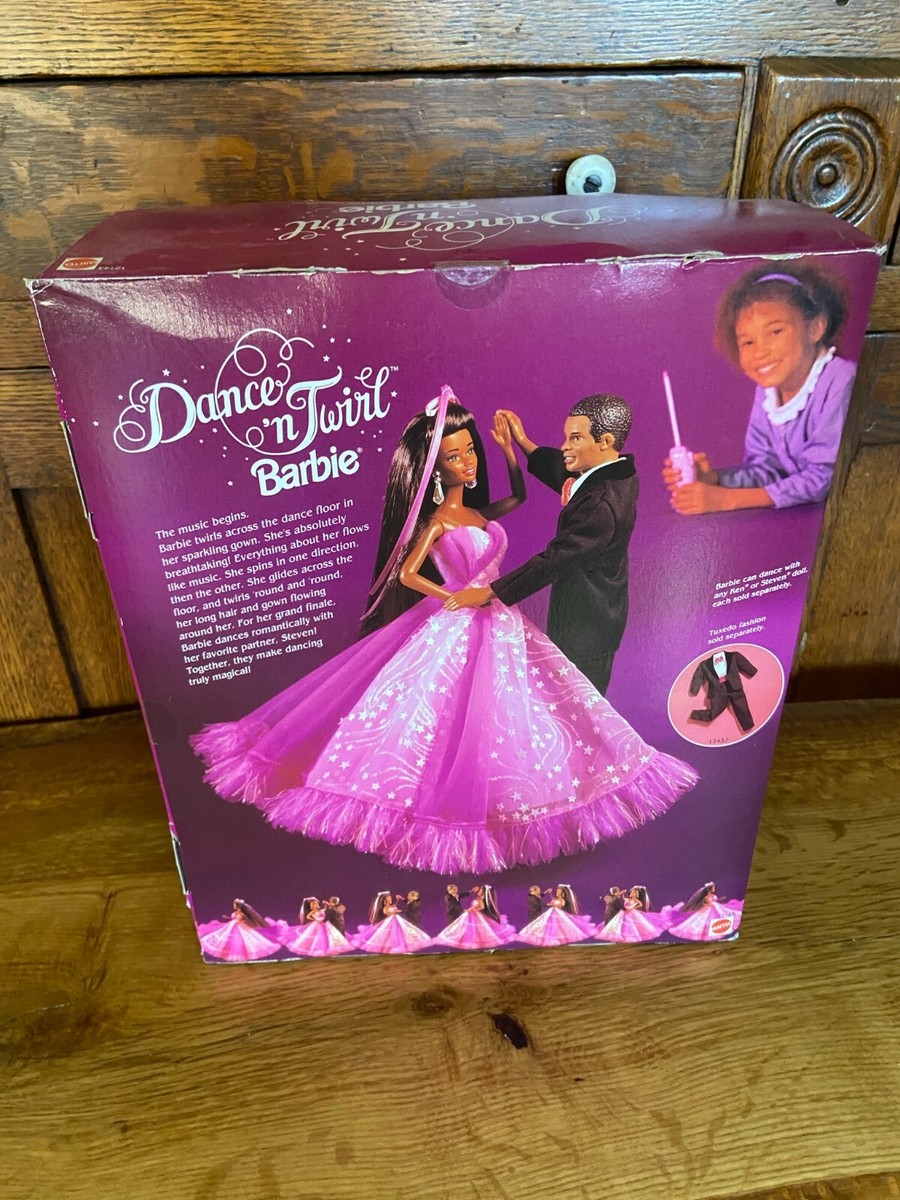 Dance 'n Twirl
Barbie
MATTEL
12143
Dance
'n Twirl™
Barbie®
The music begins.
Barbie twirls across the dance floor in
her sparkling gown. She's absolutely
breathtaking! Everything about her flows
like music. She spins in one direction,
then the other. She glides across the
floor, and twirls 'round and 'round,
her long hair and gown flowing
around her. For her grand finale,
Barbie dances romantically with
her favorite partner, Steven!
Together, they make dancing
truly magical!
Barbie can dance with
any Ken® or Steven® doll,
each sold separately.
Tuxedo fashion
sold separately.
MATTEL